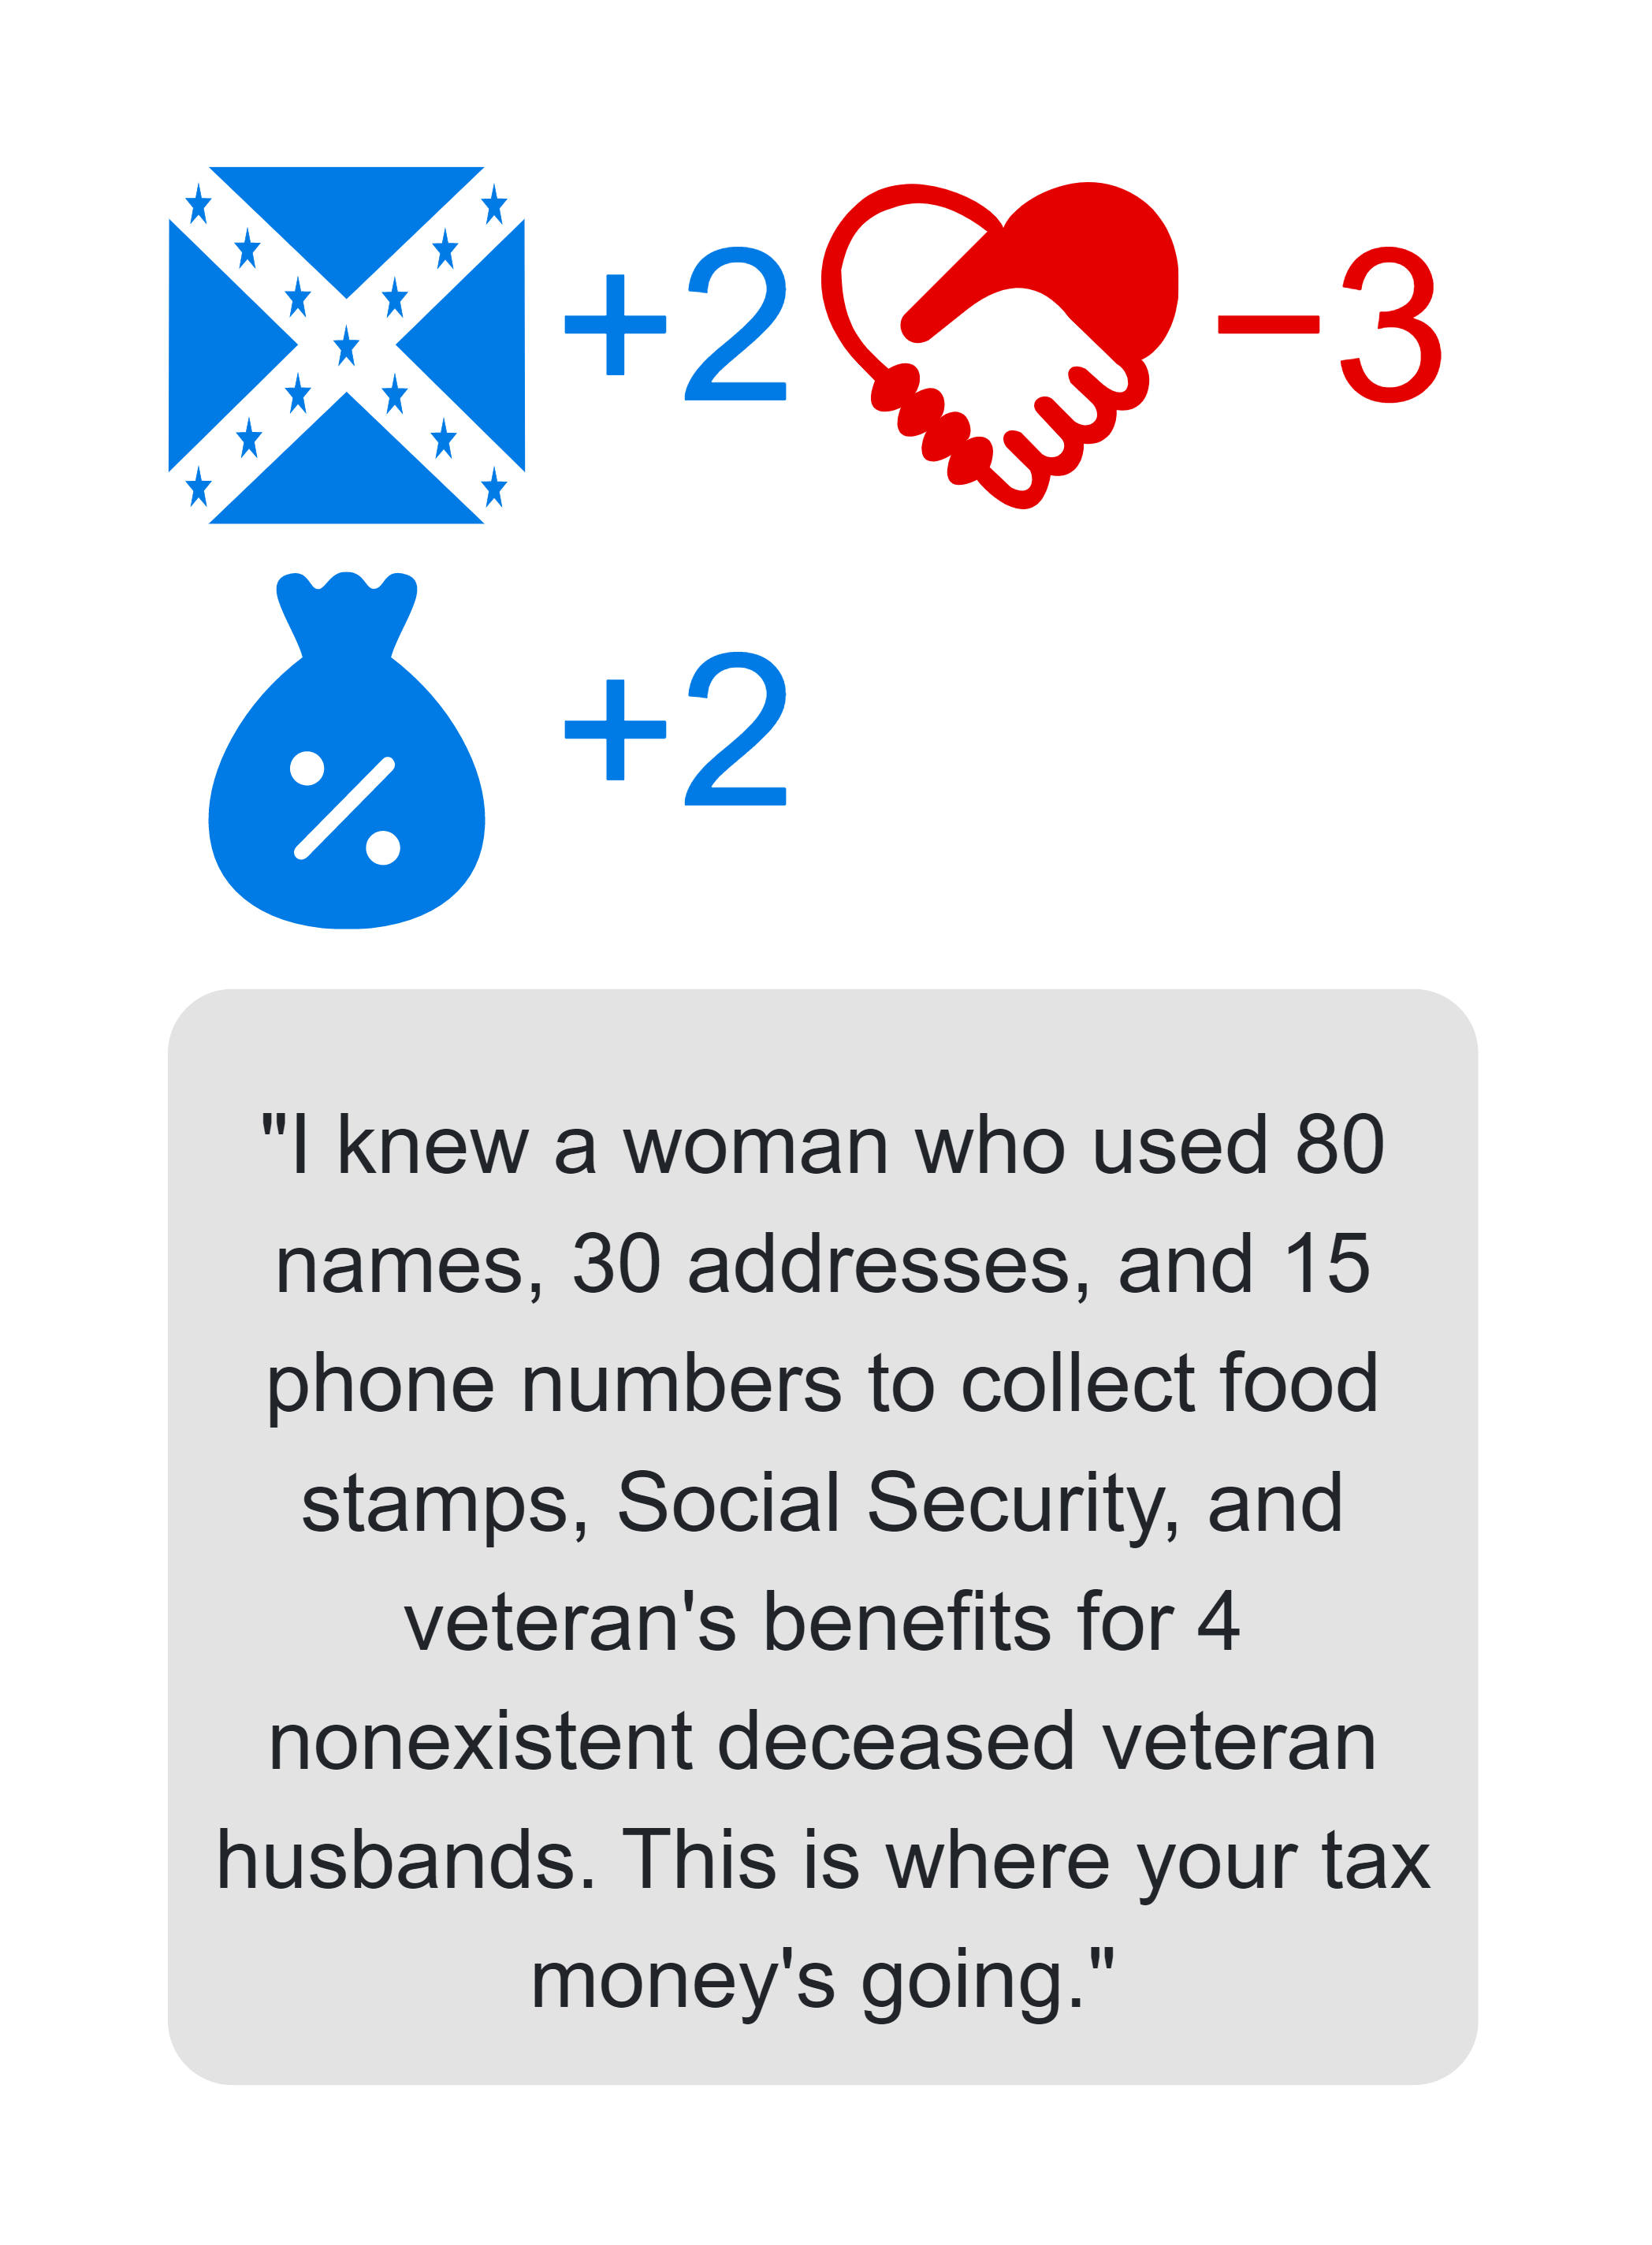 +2 −3
+2
"I knew a woman who used 80
names, 30 addresses, and 15
phone numbers to collect food
stamps, Social Security, and
veteran's benefits for 4
nonexistent deceased veteran
husbands. This is where your tax
money's going."